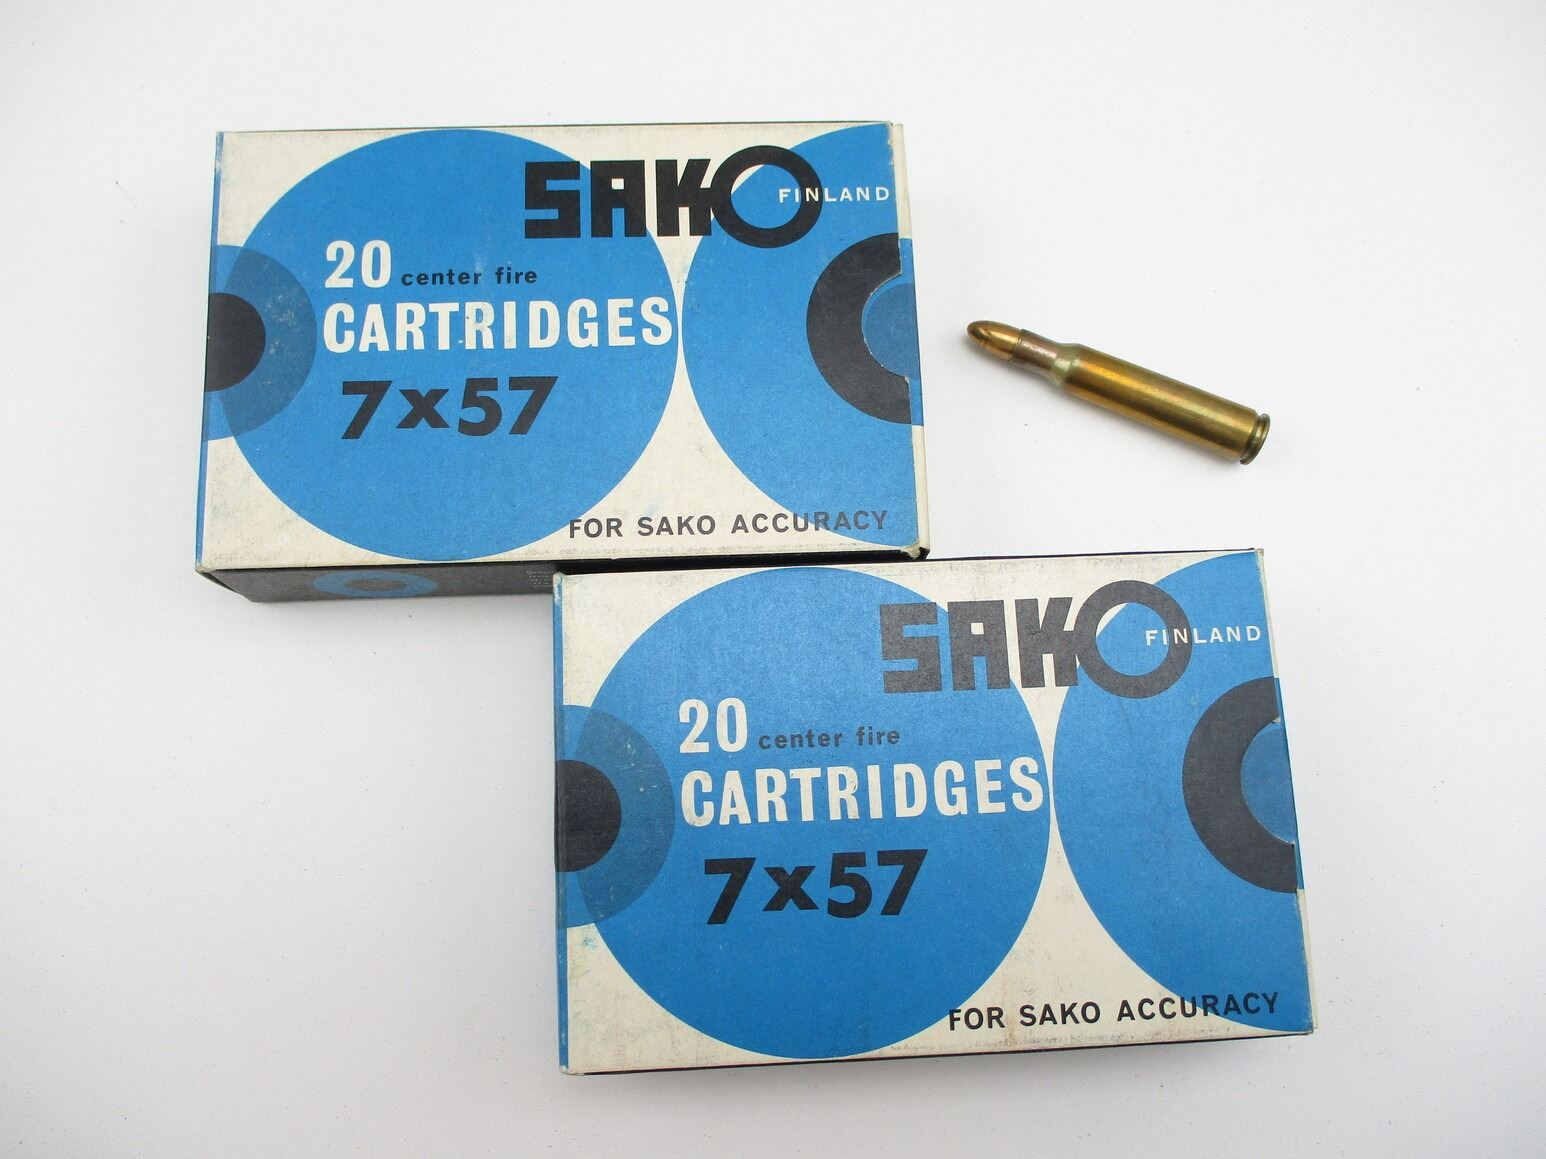 SAKO
FINLAND
20 center fire
CARTRIDGES
7x57
FOR SAKO ACCURACY
SAKO
FINLAND
20 center fire
CARTRIDGES
7x57
FOR SAKO ACCURACY